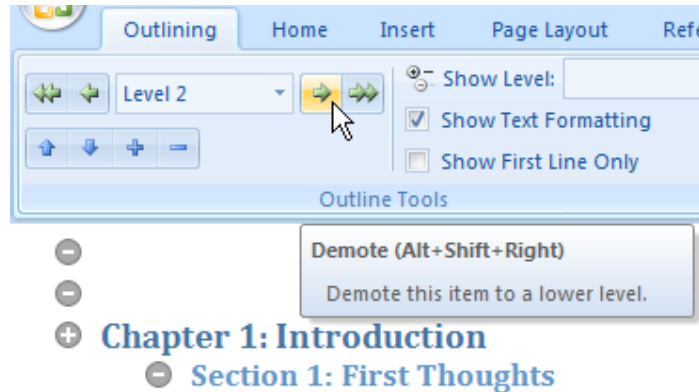 Outlining Home Insert Page Layout
Level 2 Show Level:
Show Text Formatting
Show First Line Only
Outline Tools
Demote (Alt+Shift+Right)
Demote this item to a lower level.
Chapter 1: Introduction
Section 1: First Thoughts